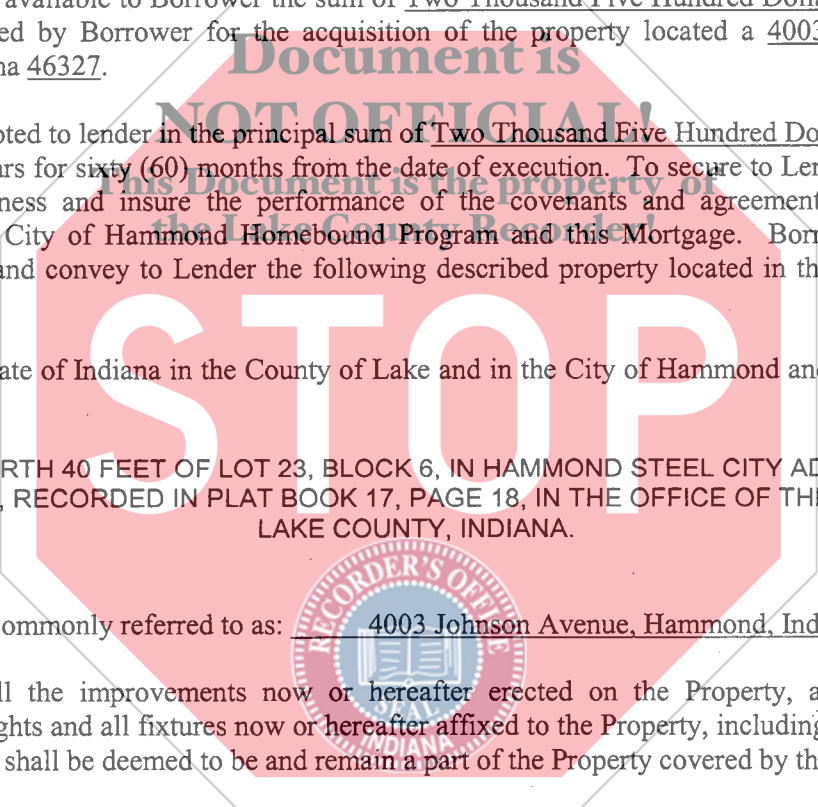 available to Borrower the sum of Two Thousand Five Hundred
ed by Borrower for the acquisition of the property located a 4003
na 46327.
Document is
NOT OFFICIAL!
This Document is the property of
the Lake County Recorder!
oted to lender in the principal sum of Two Thousand Five Hundred Do
ars for sixty (60) months from the date of execution. To secure to Len
ness and insure the performance of the covenants and agreement
City of Hammond Homebound Program and this Mortgage. Borr
and convey to Lender the following described property located in th
STOP
ate of Indiana in the County of Lake and in the City of Hammond and
RTH 40 FEET OF LOT 23, BLOCK 6, IN HAMMOND STEEL CITY AD
, RECORDED IN PLAT BOOK 17, PAGE 18, IN THE OFFICE OF THE
LAKE COUNTY, INDIANA.
RECORDER'S OFFICE
SEAL
INDIANA
ommonly referred to as: 4003 Johnson Avenue, Hammond, Ind
ll the improvements now or hereafter erected on the Property, a
ghts and all fixtures now or hereafter affixed to the Property, including
shall be deemed to be and remain a part of the Property covered by th